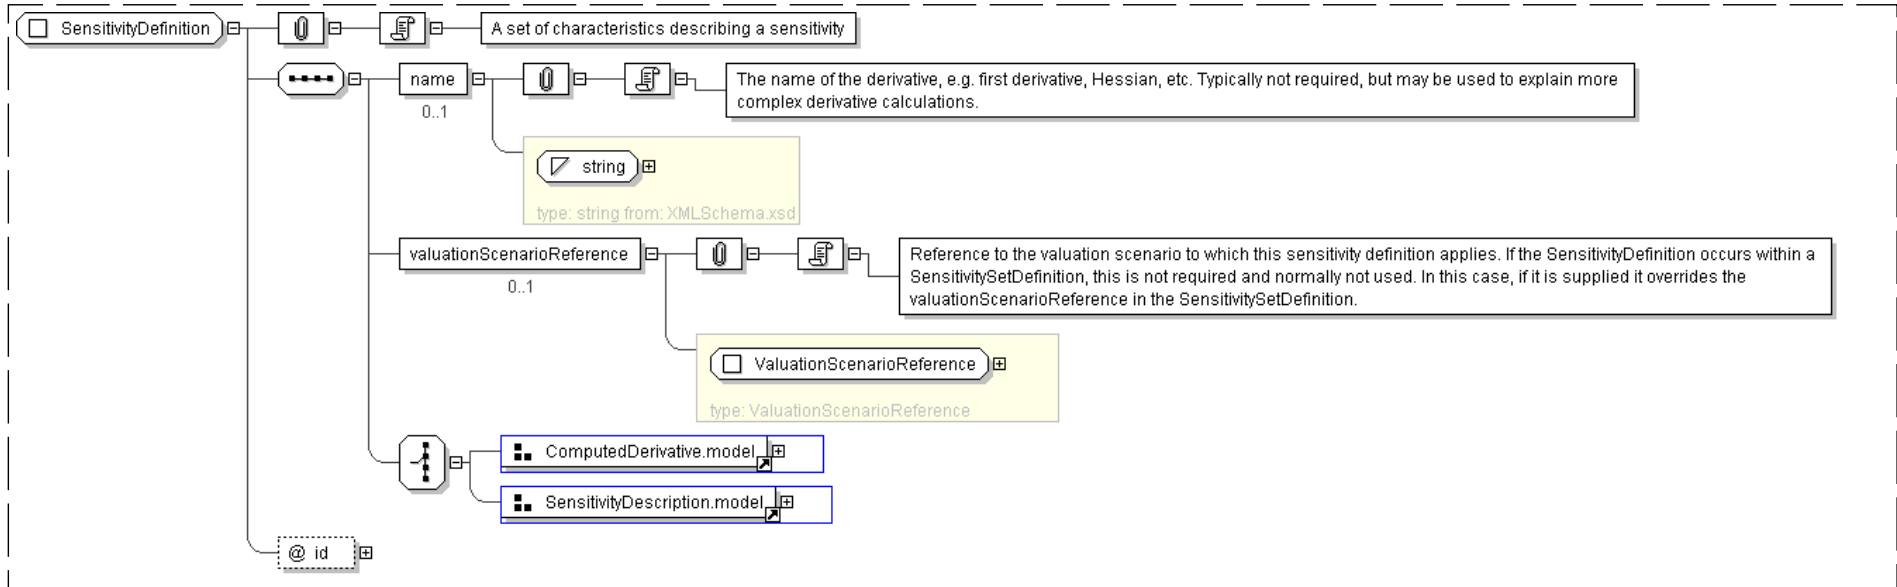 SensitivityDefinition
A set of characteristics describing a sensitivity
name
0..1
The name of the derivative, e.g. first derivative, Hessian, etc. Typically not required, but may be used to explain more
complex derivative calculations.
string
type: string from: XMLSchema.xsd
valuationScenarioReference
0..1
Reference to the valuation scenario to which this sensitivity definition applies. If the SensitivityDefinition occurs within a
SensitivitySetDefinition, this is not required and normally not used. In this case, if it is supplied it overrides the
valuationScenarioReference in the SensitivitySetDefinition.
ValuationScenarioReference
type: ValuationScenarioReference
ComputedDerivative.model
SensitivityDescription.model
@ id